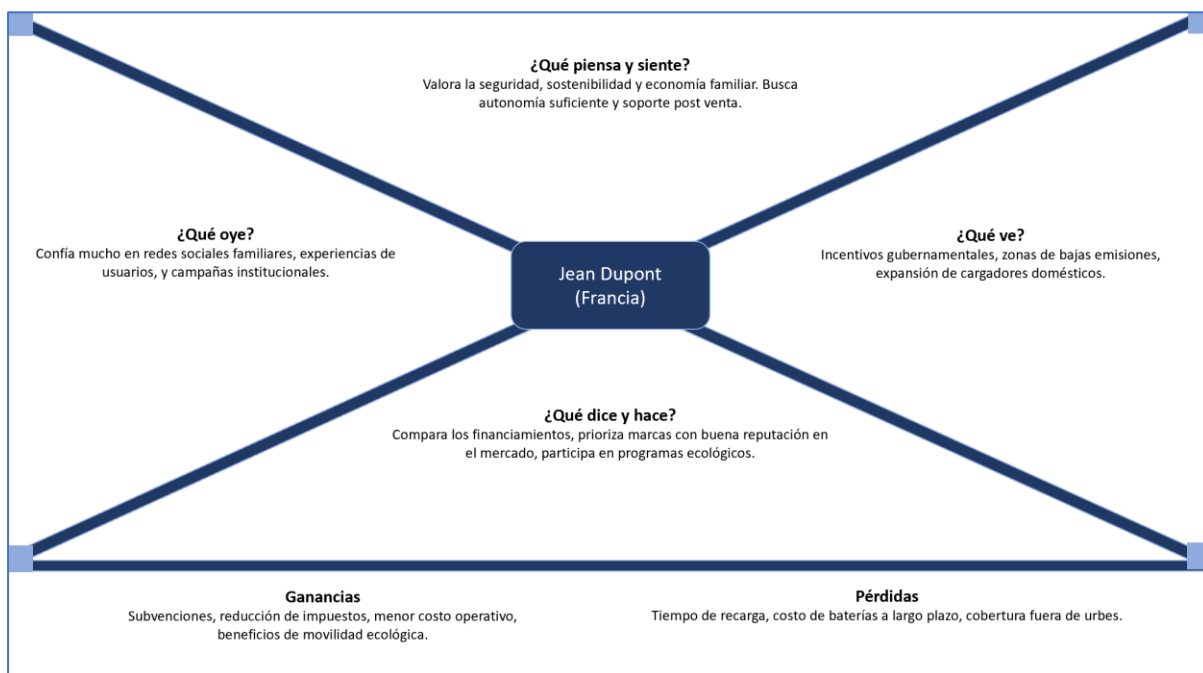 ¿Qué piensa y siente?
Valora la seguridad, sostenibilidad y economía familiar. Busca
autonomía suficiente y soporte post venta.
¿Qué oye?
Confía mucho en redes sociales familiares, experiencias de
usuarios, y campañas institucionales.
¿Qué ve?
Incentivos gubernamentales, zonas de bajas emisiones,
expansión de cargadores domésticos.
Jean Dupont
(Francia)
¿Qué dice y hace?
Compara los financiamientos, prioriza marcas con buena reputación en
el mercado, participa en programas ecológicos.
Ganancias
Subvenciones, reducción de impuestos, menor costo operativo,
beneficios de movilidad ecológica.
Pérdidas
Tiempo de recarga, costo de baterías a largo plazo, cobertura fuera de urbes.